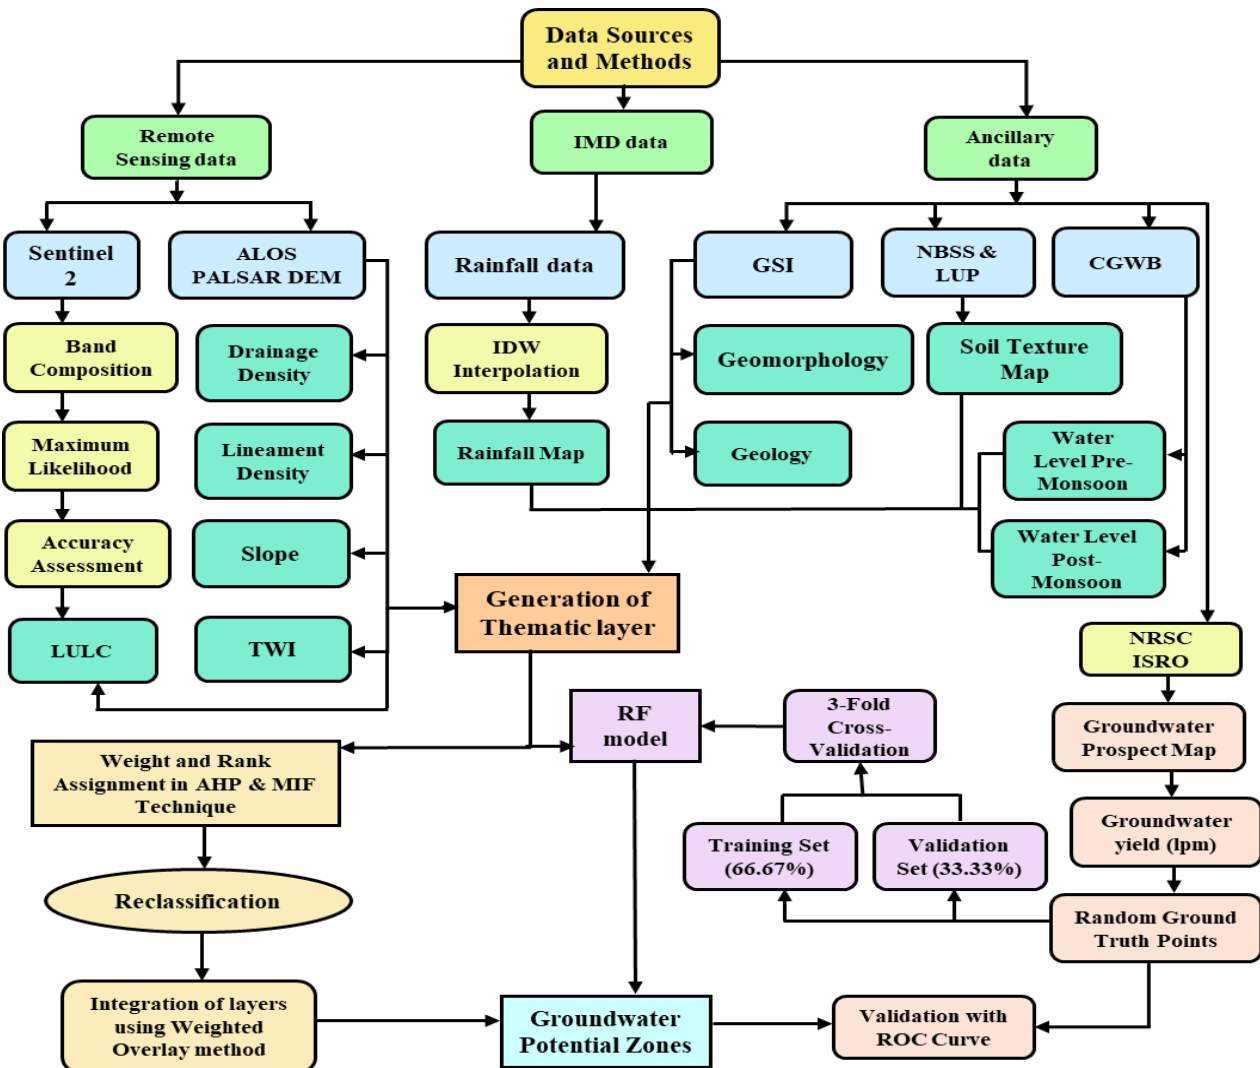 Data Sources
and Methods
Remote
Sensing data
IMD data
Ancillary
data
Sentinel
2
ALOS
PALSAR DEM
Rainfall data
GSI
NBSS &
LUP
CGWB
Band
Composition
Drainage
Density
IDW
Interpolation
Geomorphology
Soil Texture
Map
Maximum
Likelihood
Lineament
Density
Rainfall Map
Geology
Water
Level Pre-
Monsoon
Accuracy
Assessment
Slope
Water Level
Post-
Monsoon
Generation of
Thematic layer
LULC
TWI
NRSC
ISRO
RF
model
3-Fold
Cross-
Validation
Groundwater
Prospect Map
Weight and Rank
Assignment in AHP & MIF
Technique
Training Set
(66.67%)
Validation
Set (33.33%)
Groundwater
yield (lpm)
Reclassification
Random Ground
Truth Points
Integration of layers
using Weighted
Overlay method
Groundwater
Potential Zones
Validation with
ROC Curve